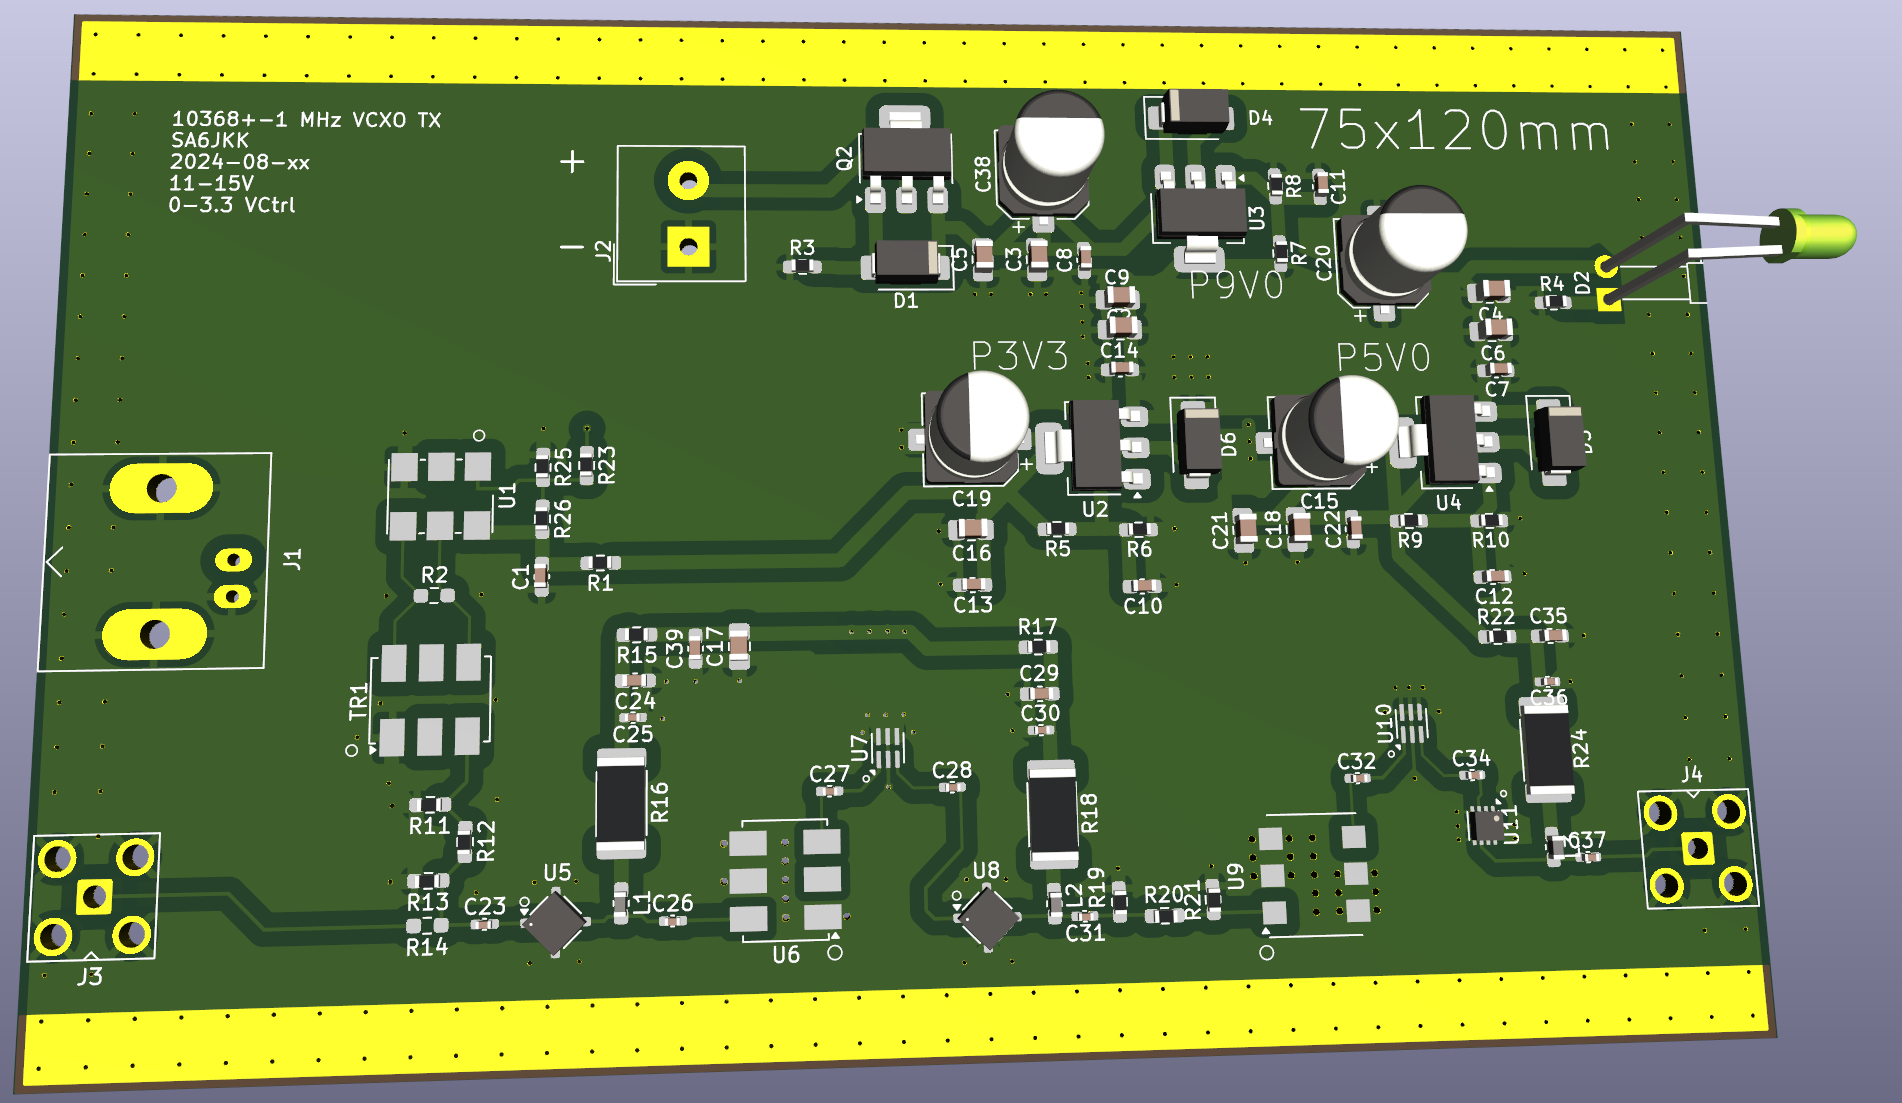 10368+-1 MHz VCXO TX
SA6JKK
2024-08-xx
11-15V
0-3.3 VCtrl
75x120mm
+
−
J2
Q2
C38
+
D4
R8
C11
U3
R7
P9V0
C20
+
R3
D1
C5
C3
C8
C9
C14
C4
C6
C7
R4
D2
P3V3
P5V0
C19
+
U2
D6
C15
+
U4
C16
C13
R5
R6
C10
C21
C18
C22
R9
R10
C12
R22
C35
C36
R24
J1
U1
R25
R23
R26
C1
R1
R2
TR1
R15
C39
C17
C24
C25
R16
R17
C29
C30
R18
U7
C27
C28
U10
C32
C34
U11
C37
J4
R11
R12
R13
R14
C23
U5
L1
C26
U6
U8
L2
C31
R19
R20
R21
U9
J3